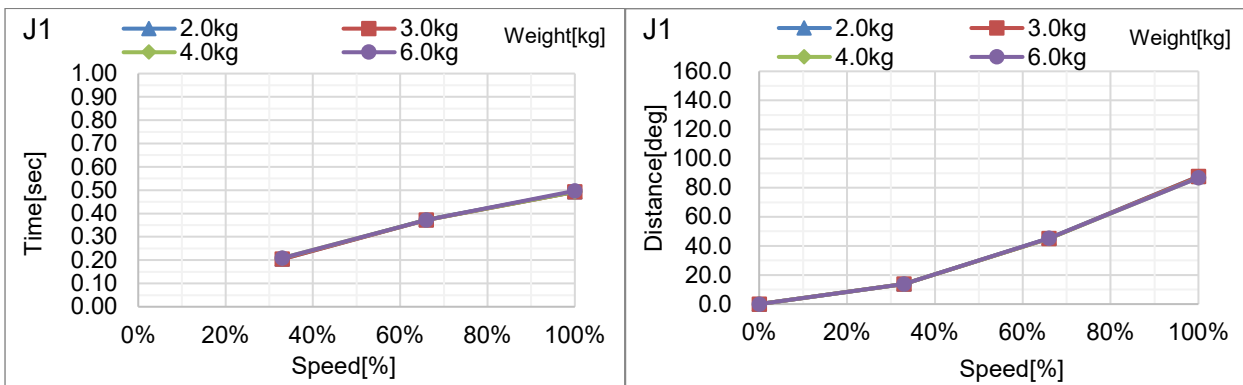 J1
2.0kg
3.0kg
Weight[kg]
4.0kg
6.0kg
1.00
0.90
0.80
0.70
0.60
0.50
0.40
0.30
0.20
0.10
0.00
Time[sec]
0% 20% 40% 60% 80% 100%
Speed[%]
J1
2.0kg
3.0kg
Weight[kg]
4.0kg
6.0kg
160.0
140.0
120.0
100.0
80.0
60.0
40.0
20.0
0.0
Distance[deg]
0% 20% 40% 60% 80% 100%
Speed[%]